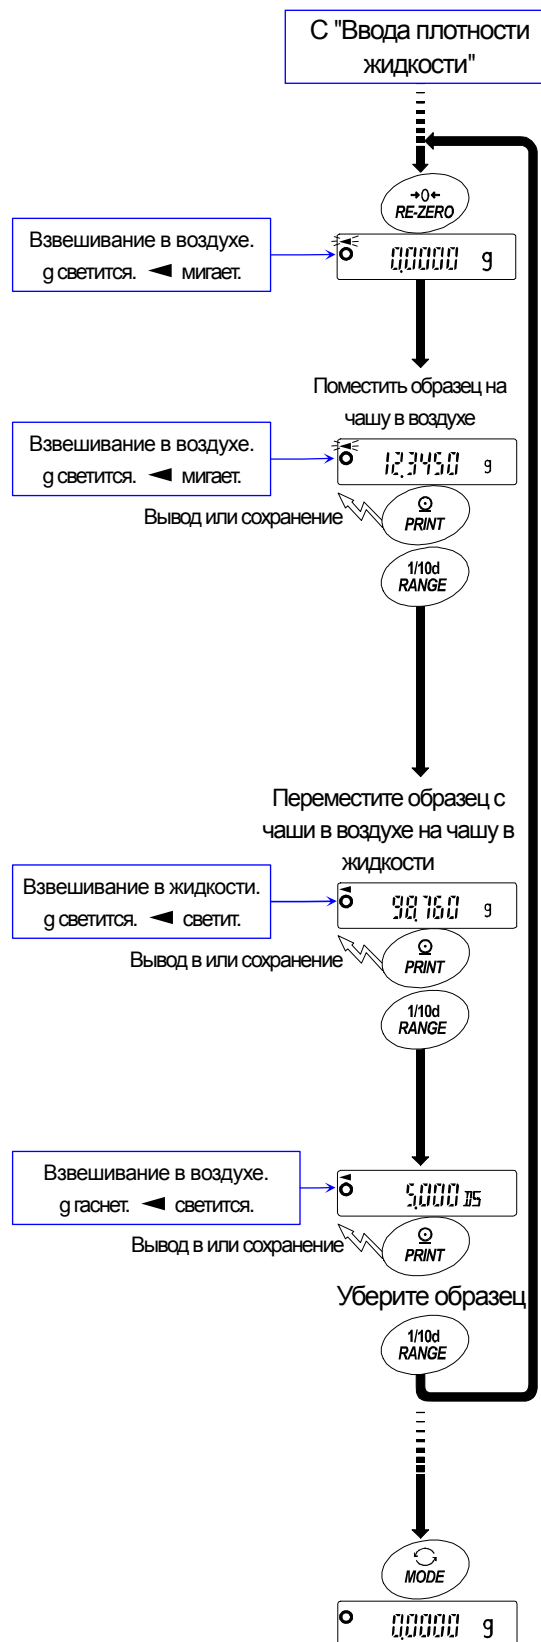 С "Ввода плотности
жидкости"
→0←
RE-ZERO
Взвешивание в воздухе.
g светится. ◄ мигает.
0.0000 g
Поместить образец на
чашу в воздухе
Взвешивание в воздухе.
g светится. ◄ мигает.
12.3450 g
Вывод или сохранение
PRINT
1/10d
RANGE
Переместите образец с
чаши в воздухе на чашу в
жидкости
Взвешивание в жидкости.
g светится. ◄ светит.
98.760 g
Вывод в или сохранение
PRINT
1/10d
RANGE
Взвешивание в воздухе.
g гаснет. ◄ светится.
5.000 DS
Вывод в или сохранение
PRINT
Уберите образец
1/10d
RANGE
MODE
0.0000 g